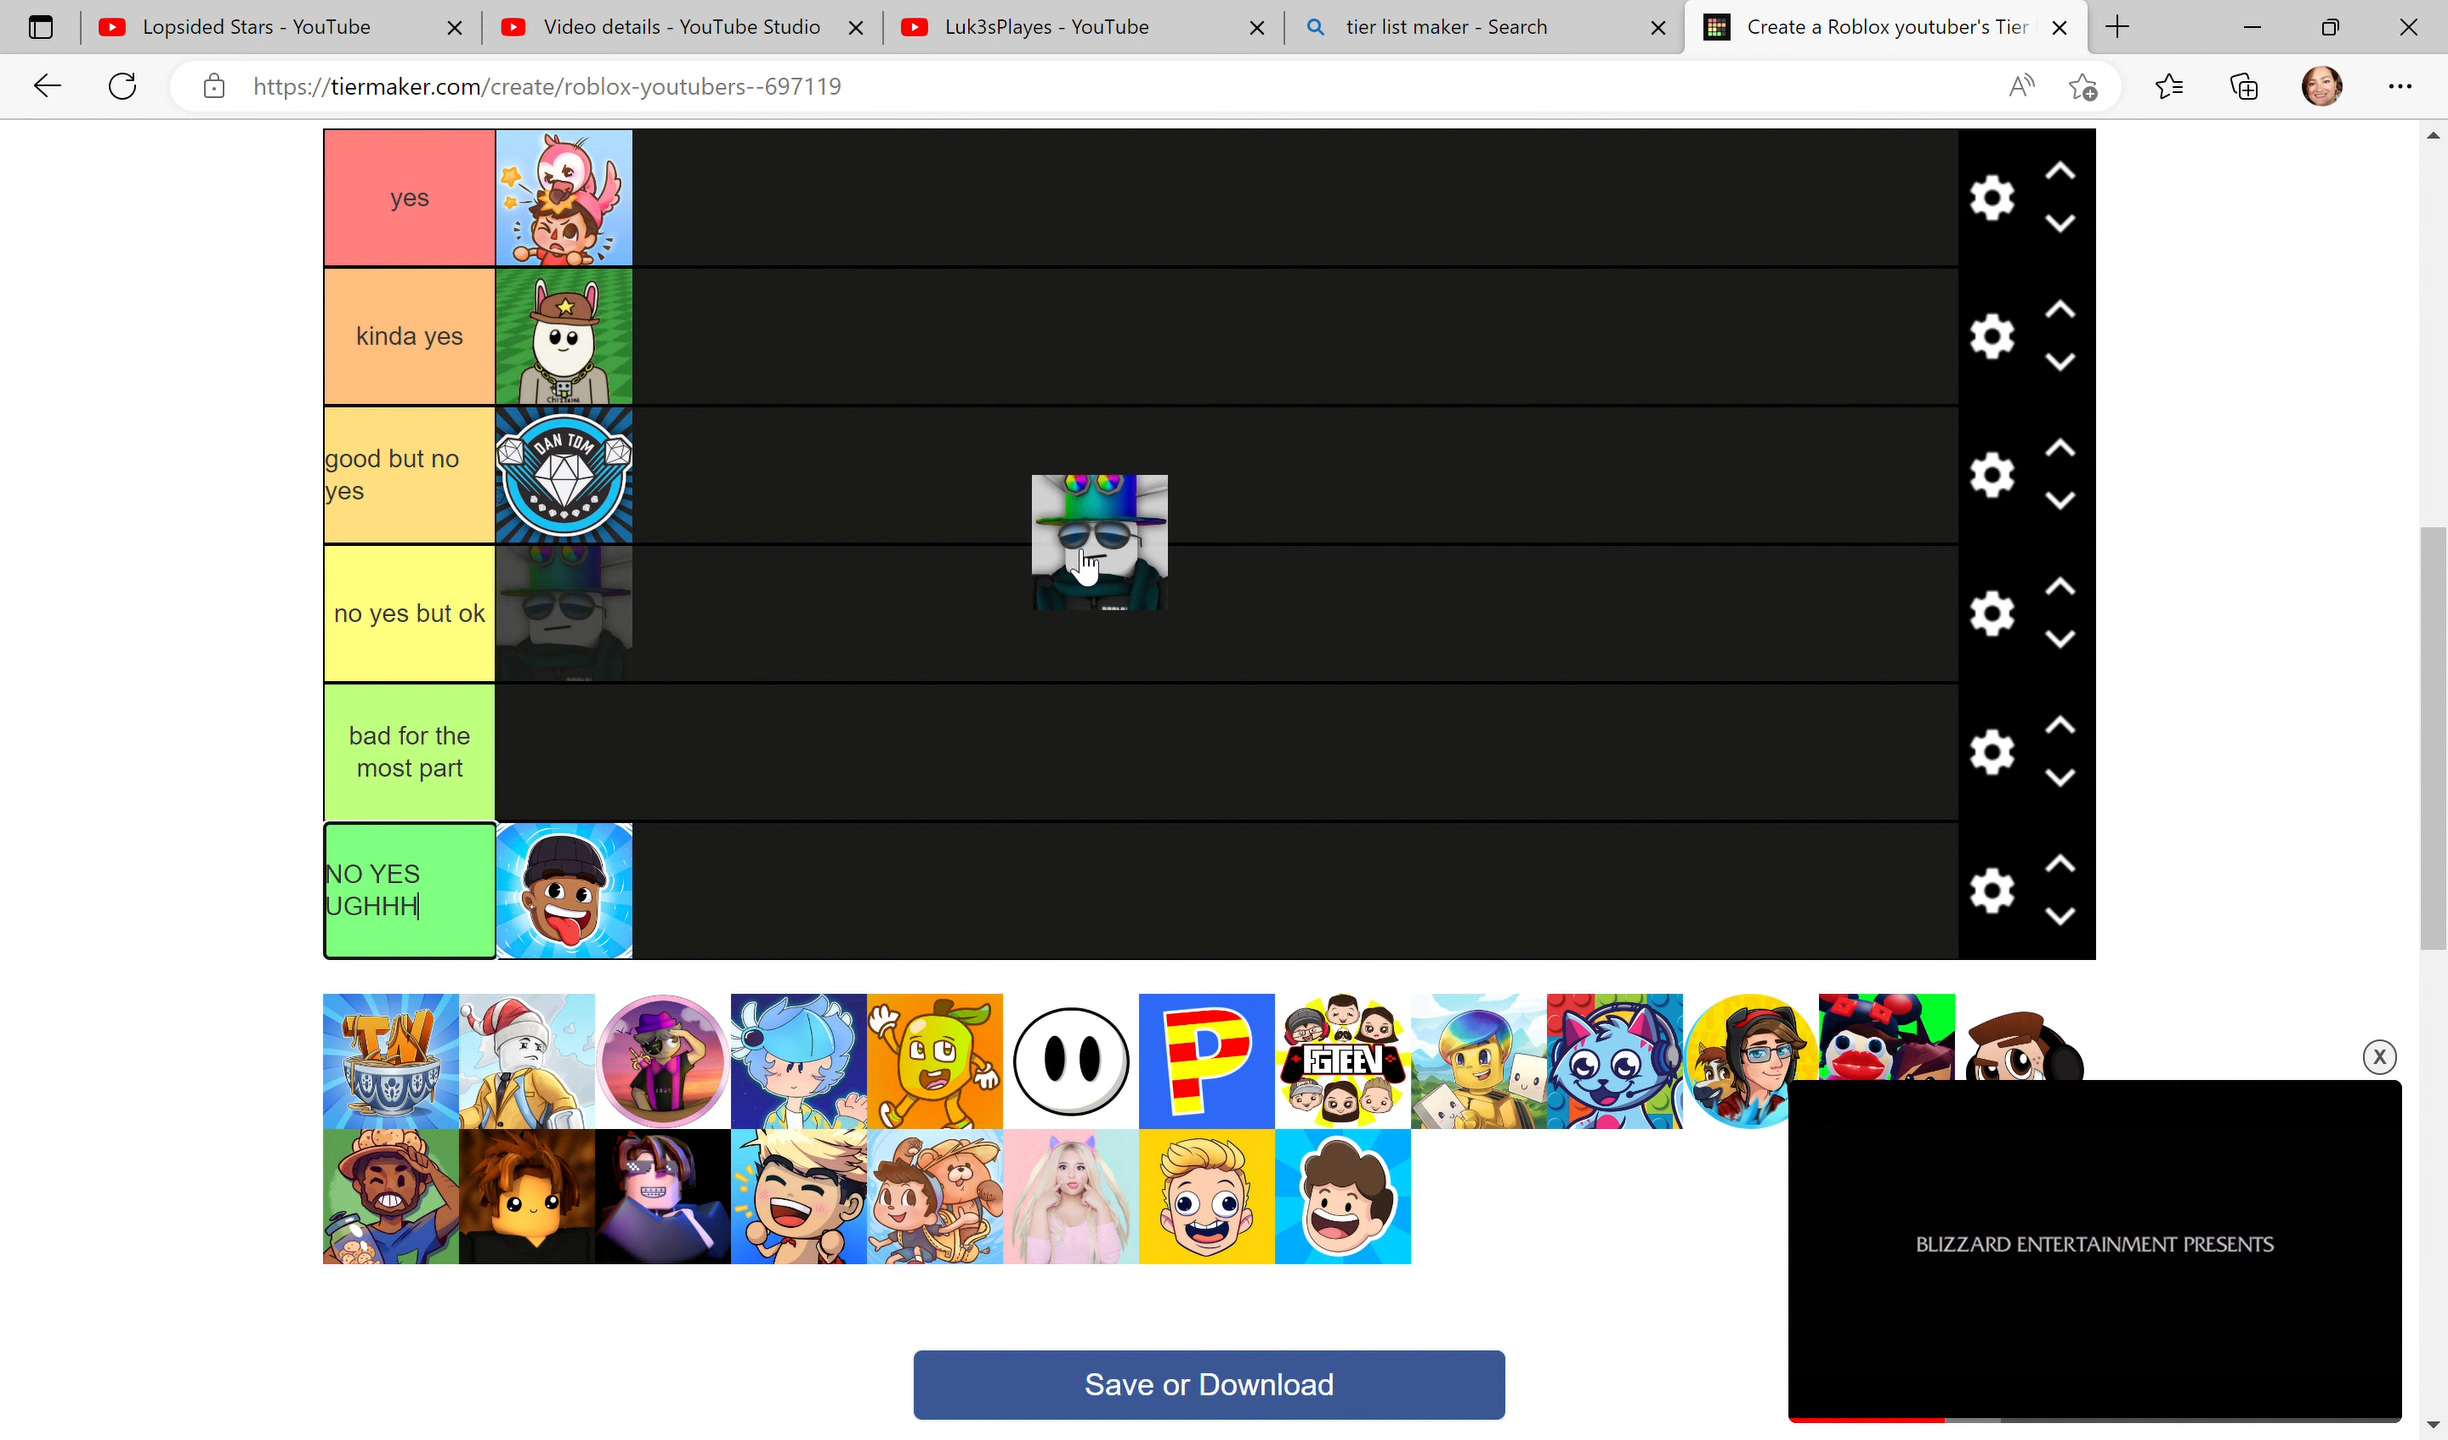 Lopsided Stars - YouTube
Video details - YouTube Studio
Luk3sPlayes - YouTube
tier list maker - Search
Create a Roblox youtuber's Tier
https://tiermaker.com/create/roblox-youtubers--697119
yes
kinda yes
good but no
yes
DAN TDM
no yes but ok
bad for the
most part
NO YES
UGHHH
P
FGTEEV
X
BLIZZARD ENTERTAINMENT PRESENTS
Save or Download